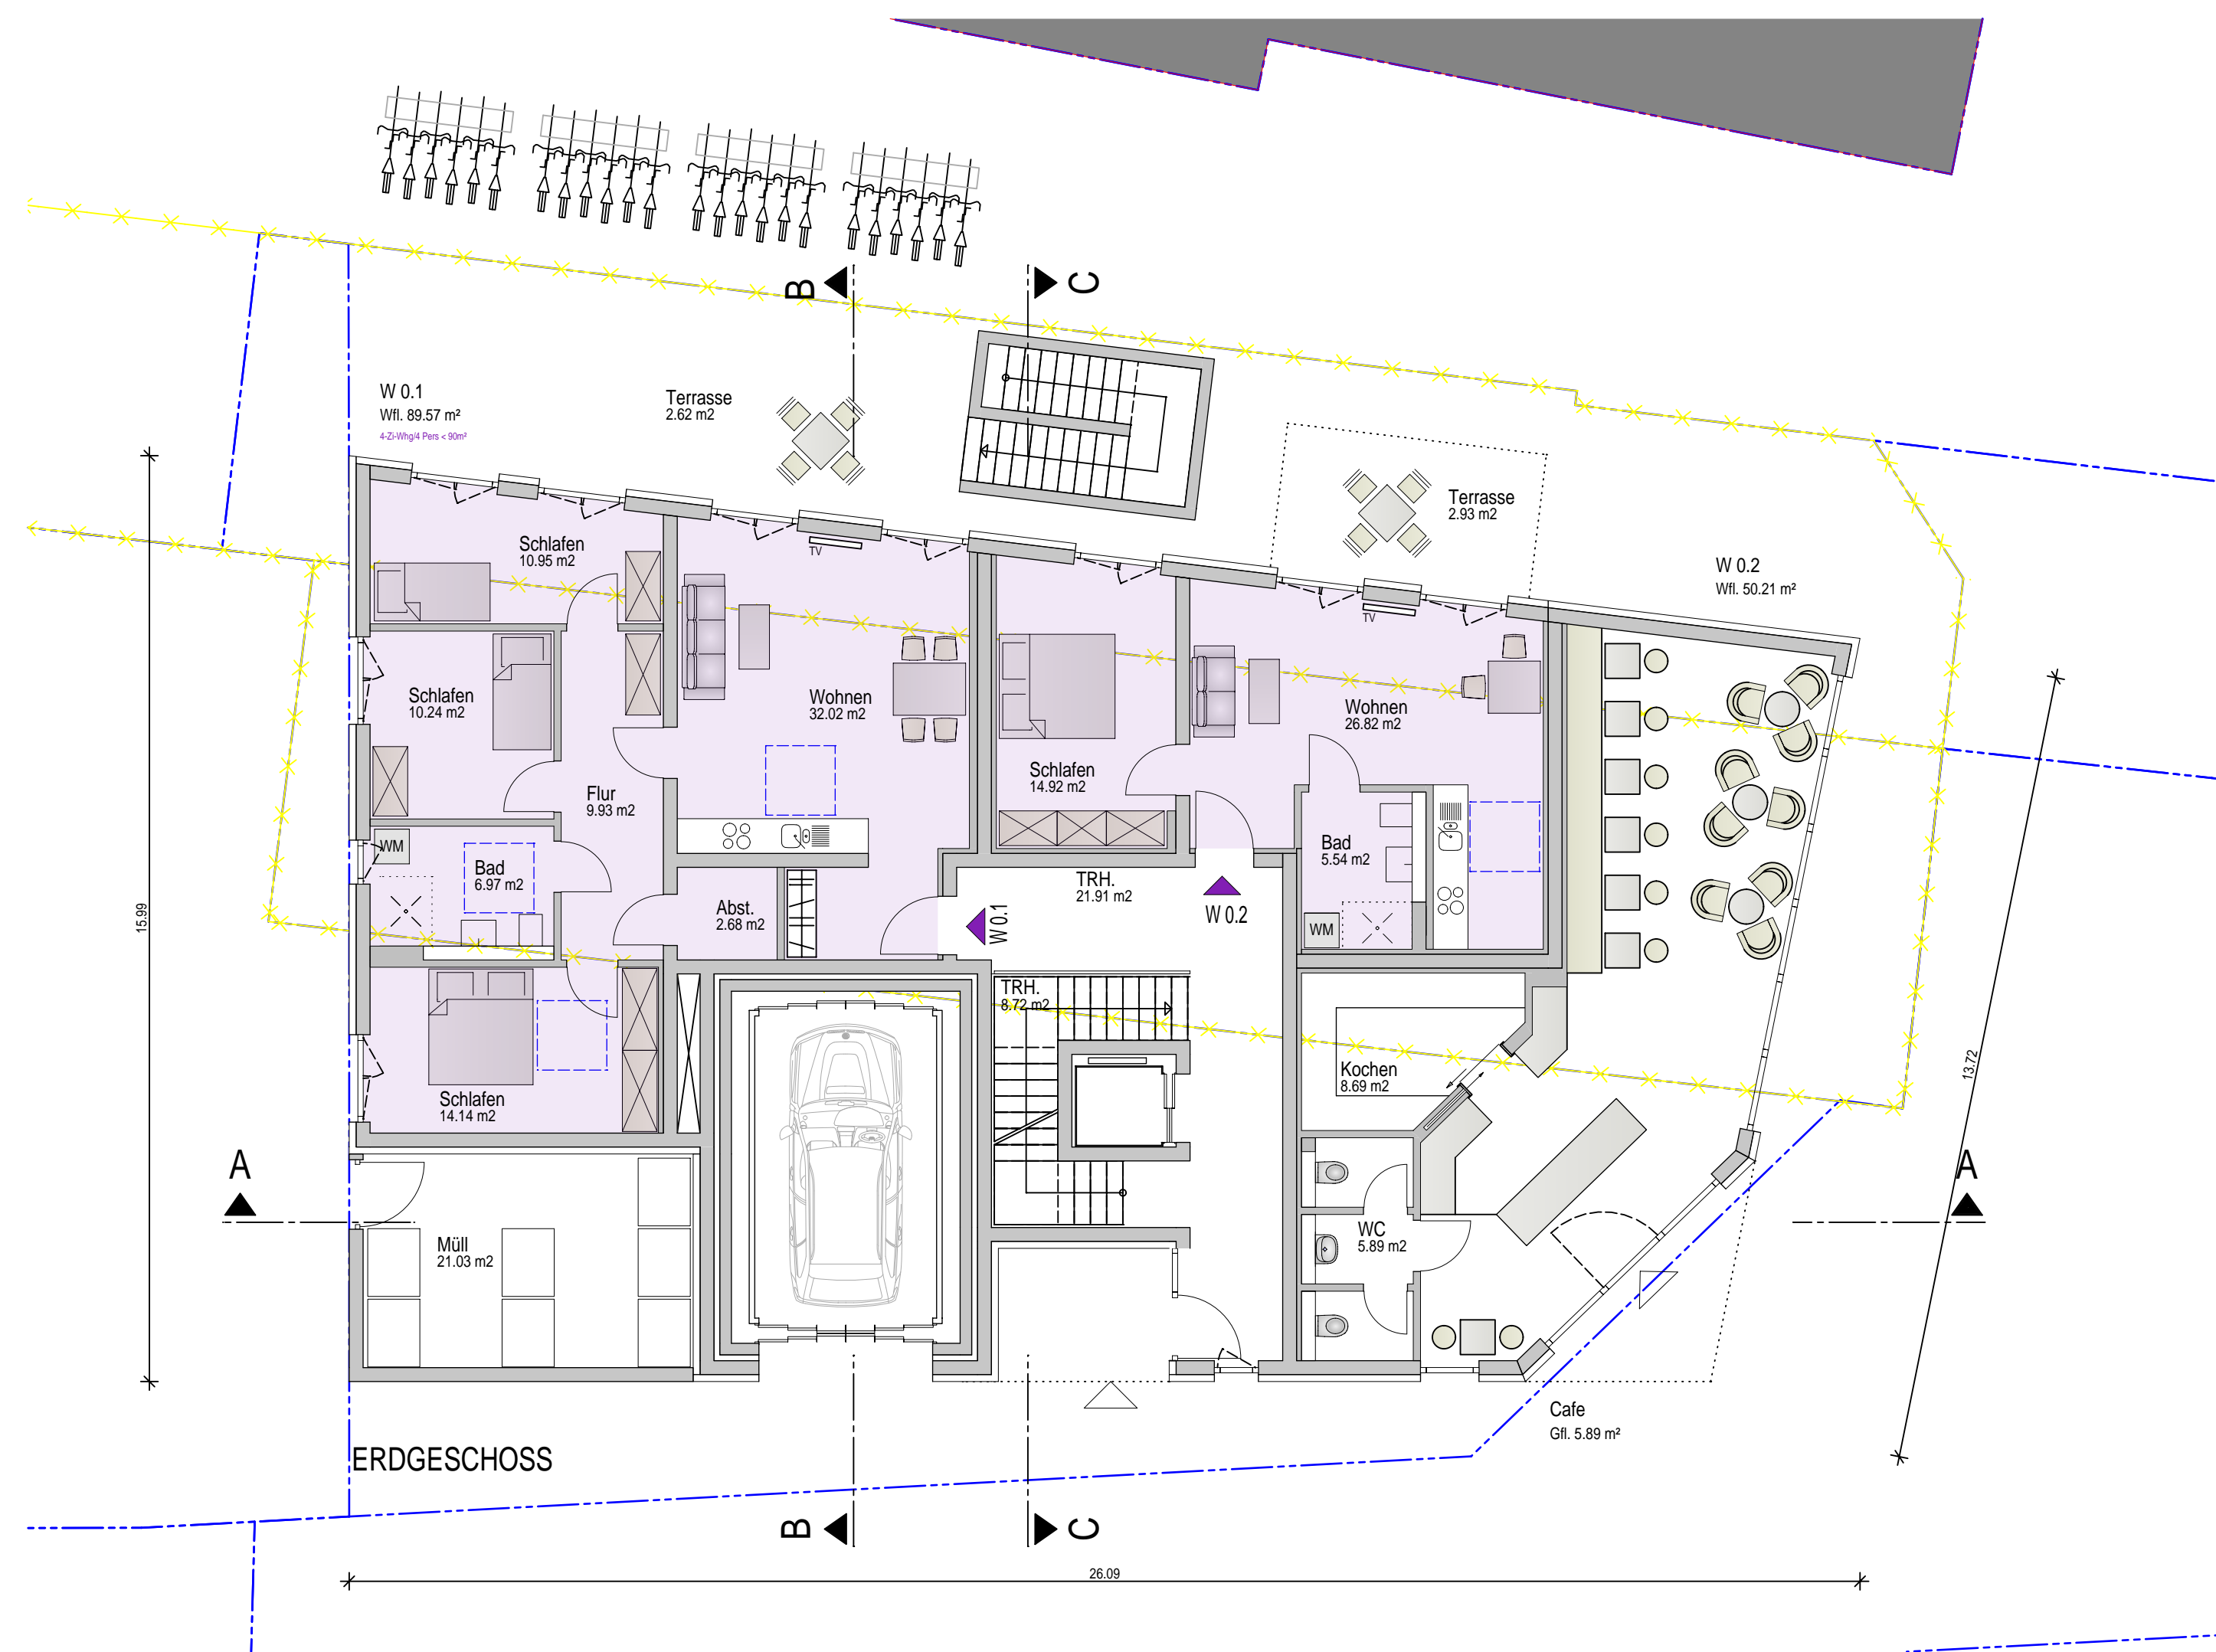 B
C
W 0.1
Wfl. 89.57 m²
4-Zi-Whg/4 Pers < 90m²
Terrasse
2.62 m2
Terrasse
2.93 m2
W 0.2
Wfl. 50.21 m²
Schlafen
10.95 m2
TV
TV
Schlafen
10.24 m2
Wohnen
32.02 m2
Wohnen
26.82 m2
Schlafen
14.92 m2
Flur
9.93 m2
WM
Bad
6.97 m2
Bad
5.54 m2
Abst.
2.68 m2
TRH.
21.91 m2
W 0.1
W 0.2
WM
15.99
TRH.
8.72 m2
Kochen
8.69 m2
13.72
Schlafen
14.14 m2
A
A
Müll
21.03 m2
WC
5.89 m2
Cafe
Gfl. 5.89 m²
ERDGESCHOSS
B
C
26.09